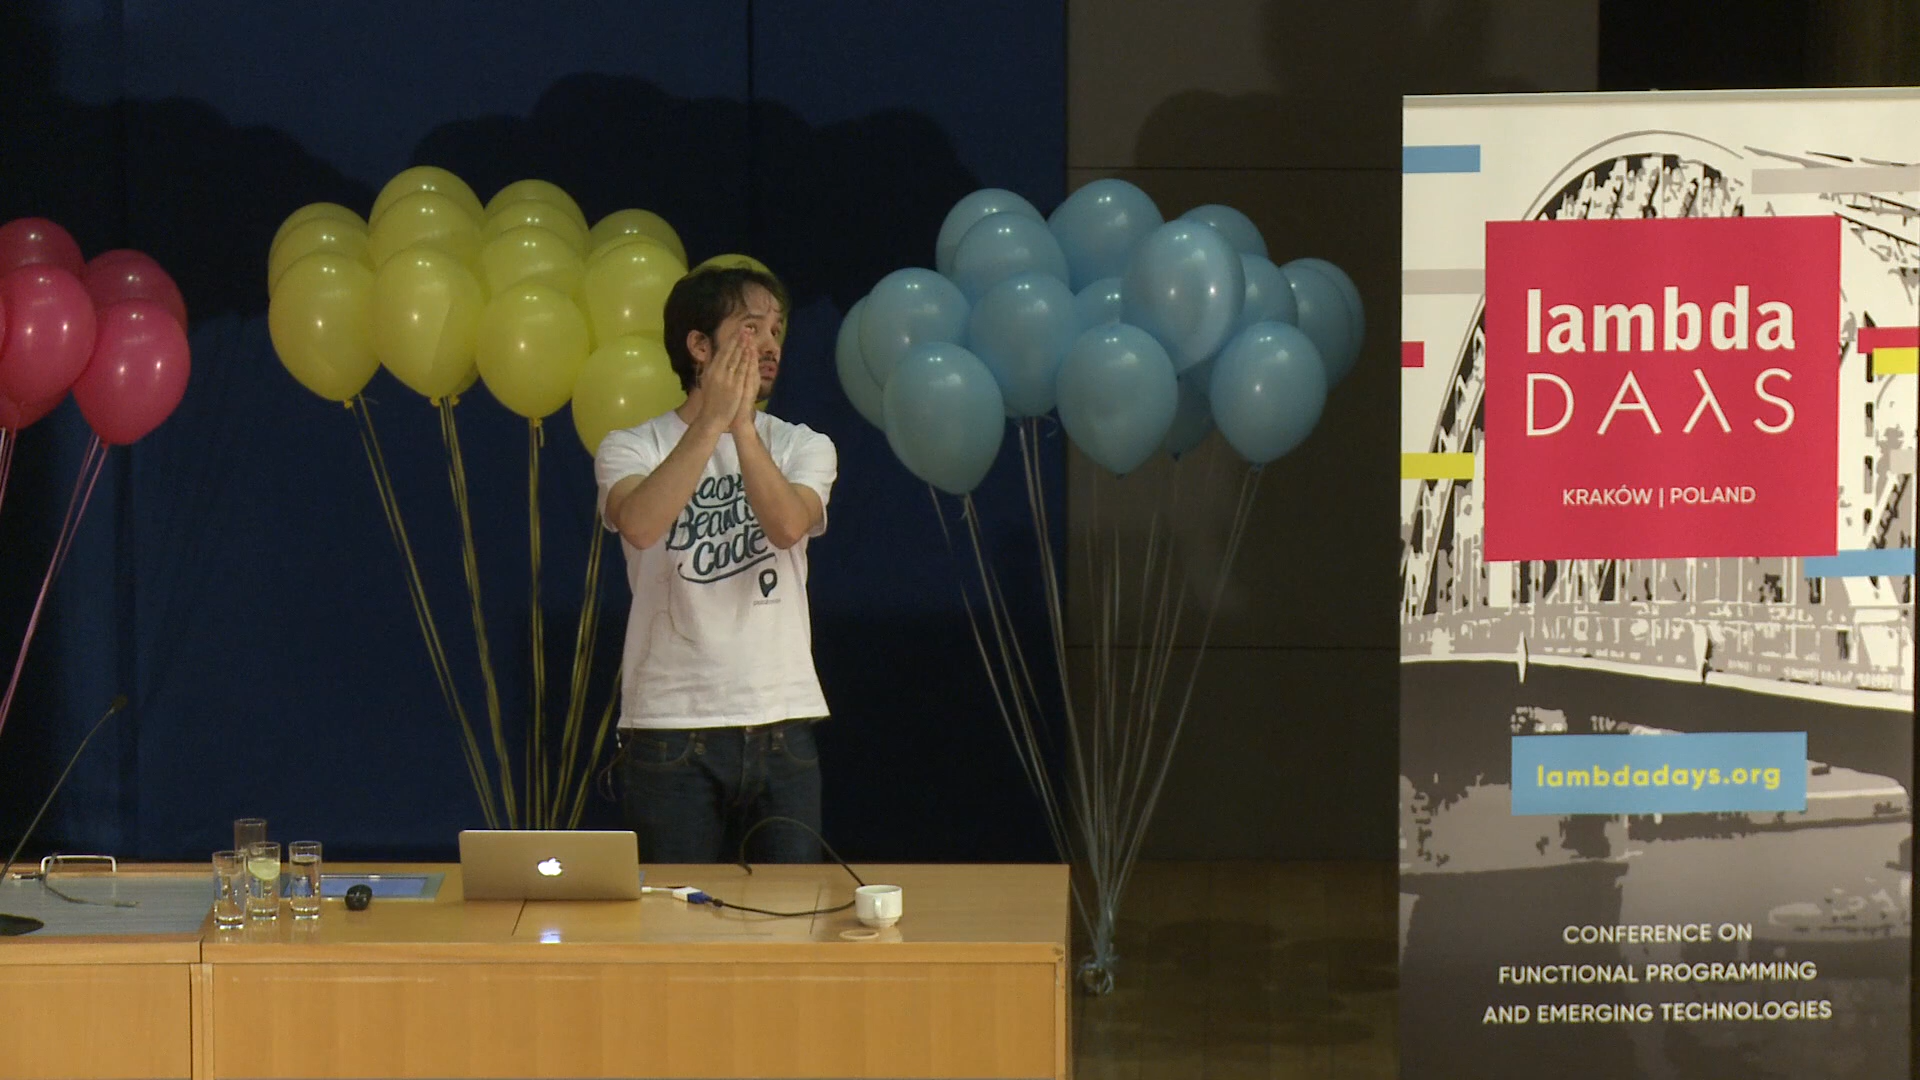 Beautiful
Code
lambda
DAλS
KRAKÓW | POLAND
lambdadays.org
CONFERENCE ON
FUNCTIONAL PROGRAMMING
AND EMERGING TECHNOLOGIES